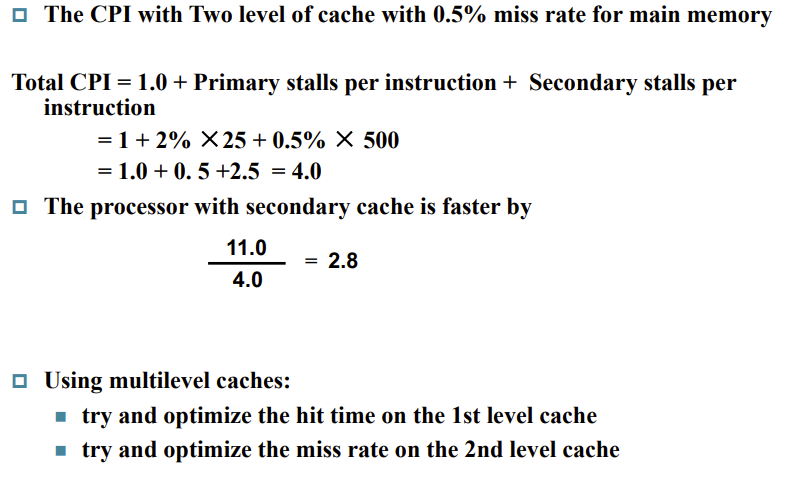 The CPI with Two level of cache with 0.5% miss rate for main memory
Total CPI = 1.0 + Primary stalls per instruction + Secondary stalls per
instruction
= 1 + 2% ×25 + 0.5% × 500
= 1.0 + 0. 5 +2.5 = 4.0
The processor with secondary cache is faster by
11.0
= 2.8
4.0
Using multilevel caches:
try and optimize the hit time on the 1st level cache
try and optimize the miss rate on the 2nd level cache